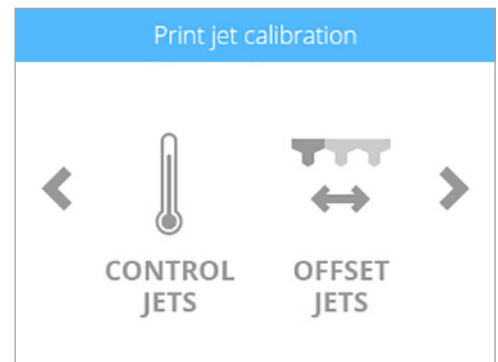 Print jet calibration
CONTROL
JETS
OFFSET
JETS